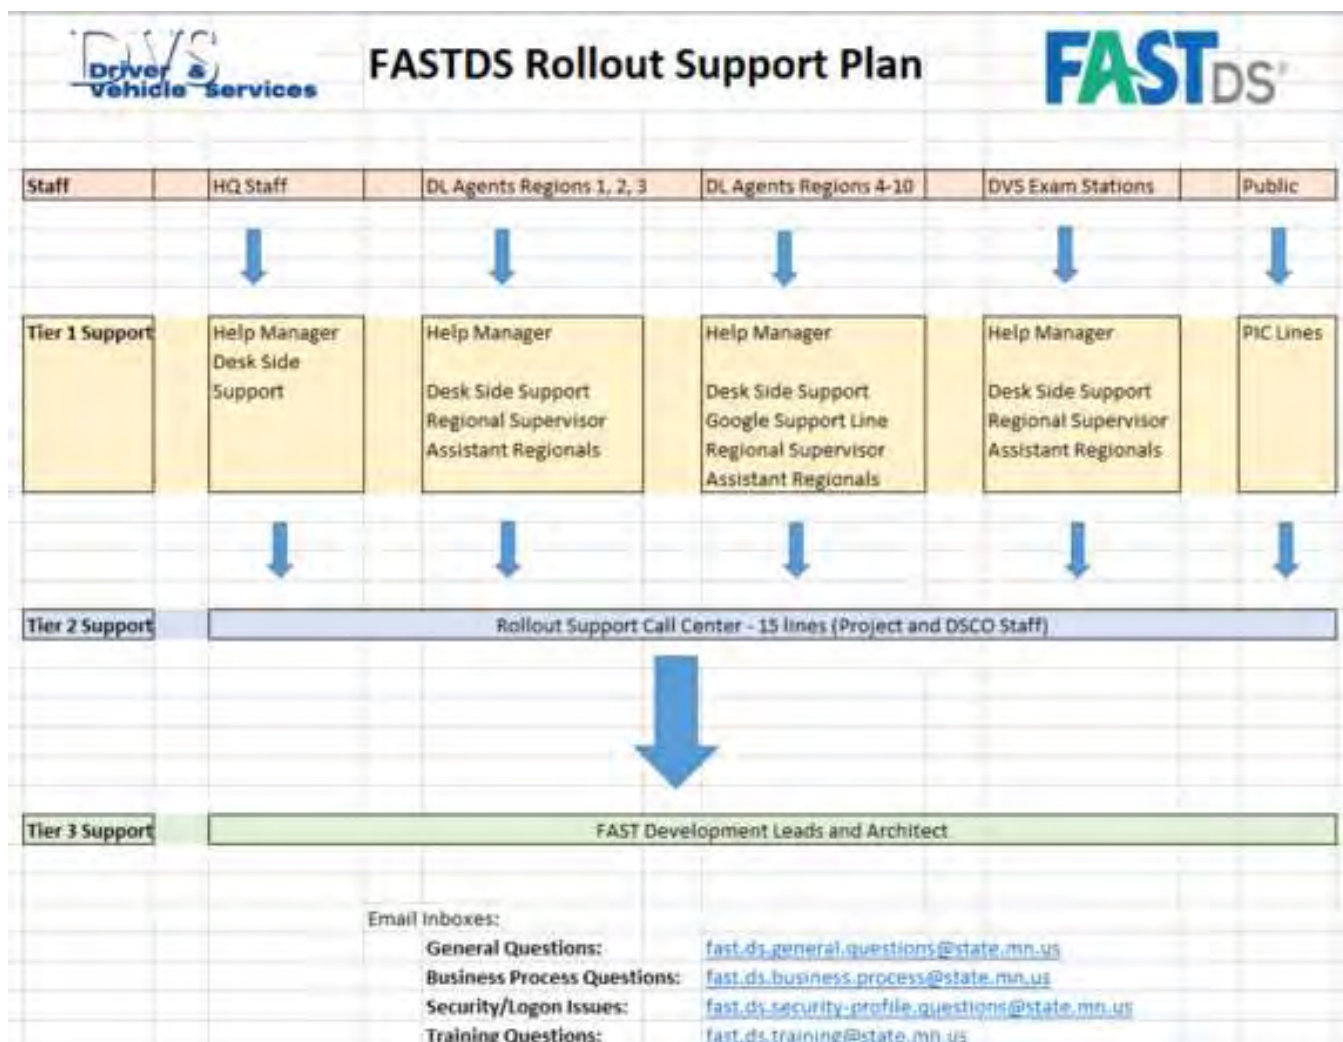 DVS
Driver &
Vehicle Services
FASTDS Rollout Support Plan
FASTDS
Staff HQ Staff DL Agents Regions 1, 2, 3 DL Agents Regions 4-10 DVS Exam Stations Public
Tier 1 Support
Help Manager
Desk Side
Support
Help Manager
Desk Side Support
Regional Supervisor
Assistant Regionals
Help Manager
Desk Side Support
Google Support Line
Regional Supervisor
Assistant Regionals
Help Manager
Desk Side Support
Regional Supervisor
Assistant Regionals
PIC Lines
Tier 2 Support Rollout Support Call Center - 15 lines (Project and DSCO Staff)
Tier 3 Support FAST Development Leads and Architect
Email Inboxes:
General Questions: fast.ds.general.questions@state.mn.us
Business Process Questions: fast.ds.business.process@state.mn.us
Security/Logon Issues: fast.ds.security-profile.questions@state.mn.us
Training Questions: fast.ds.training@state.mn.us